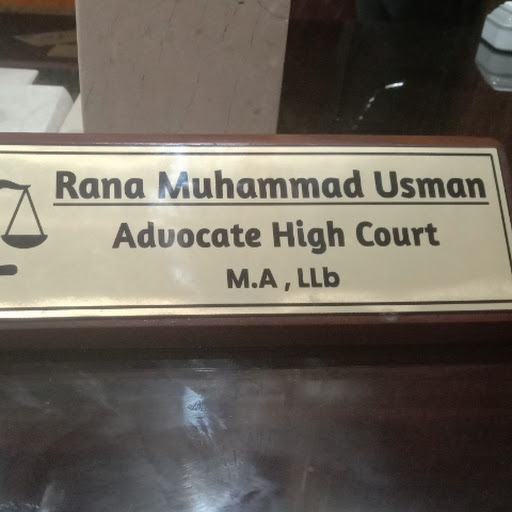 Rana Muhammad Usman
Advocate High Court
M.A , LLb